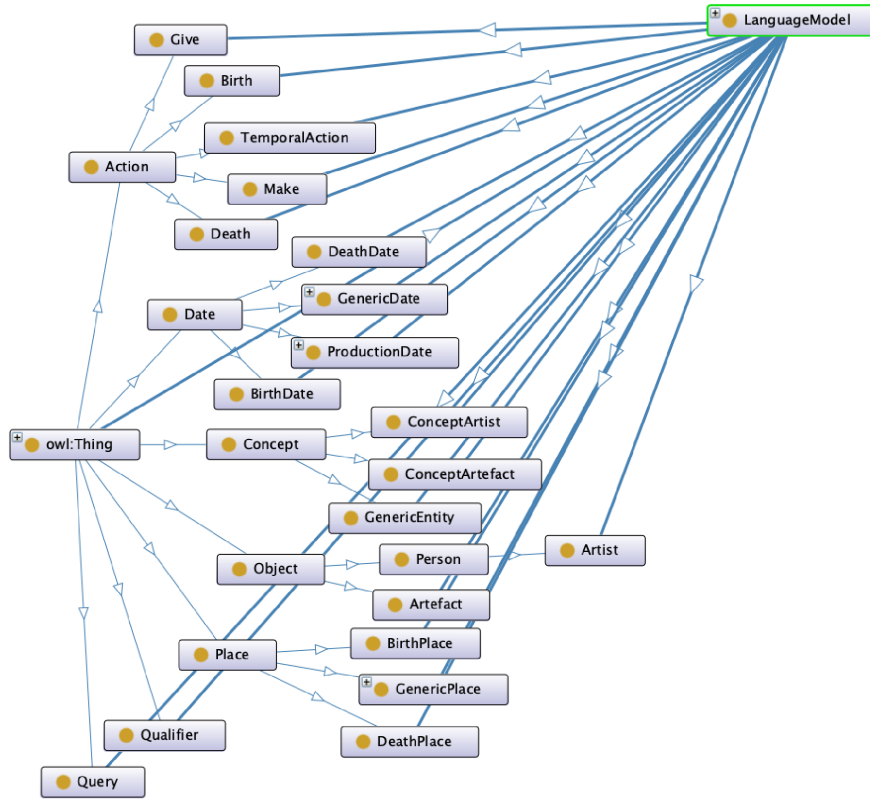 LanguageModel
Give
Birth
TemporalAction
Action
Make
Death
DeathDate
GenericDate
Date
ProductionDate
BirthDate
ConceptArtist
owl:Thing
Concept
ConceptArtefact
GenericEntity
Artist
Person
Object
Artefact
BirthPlace
Place
GenericPlace
Qualifier
DeathPlace
Query